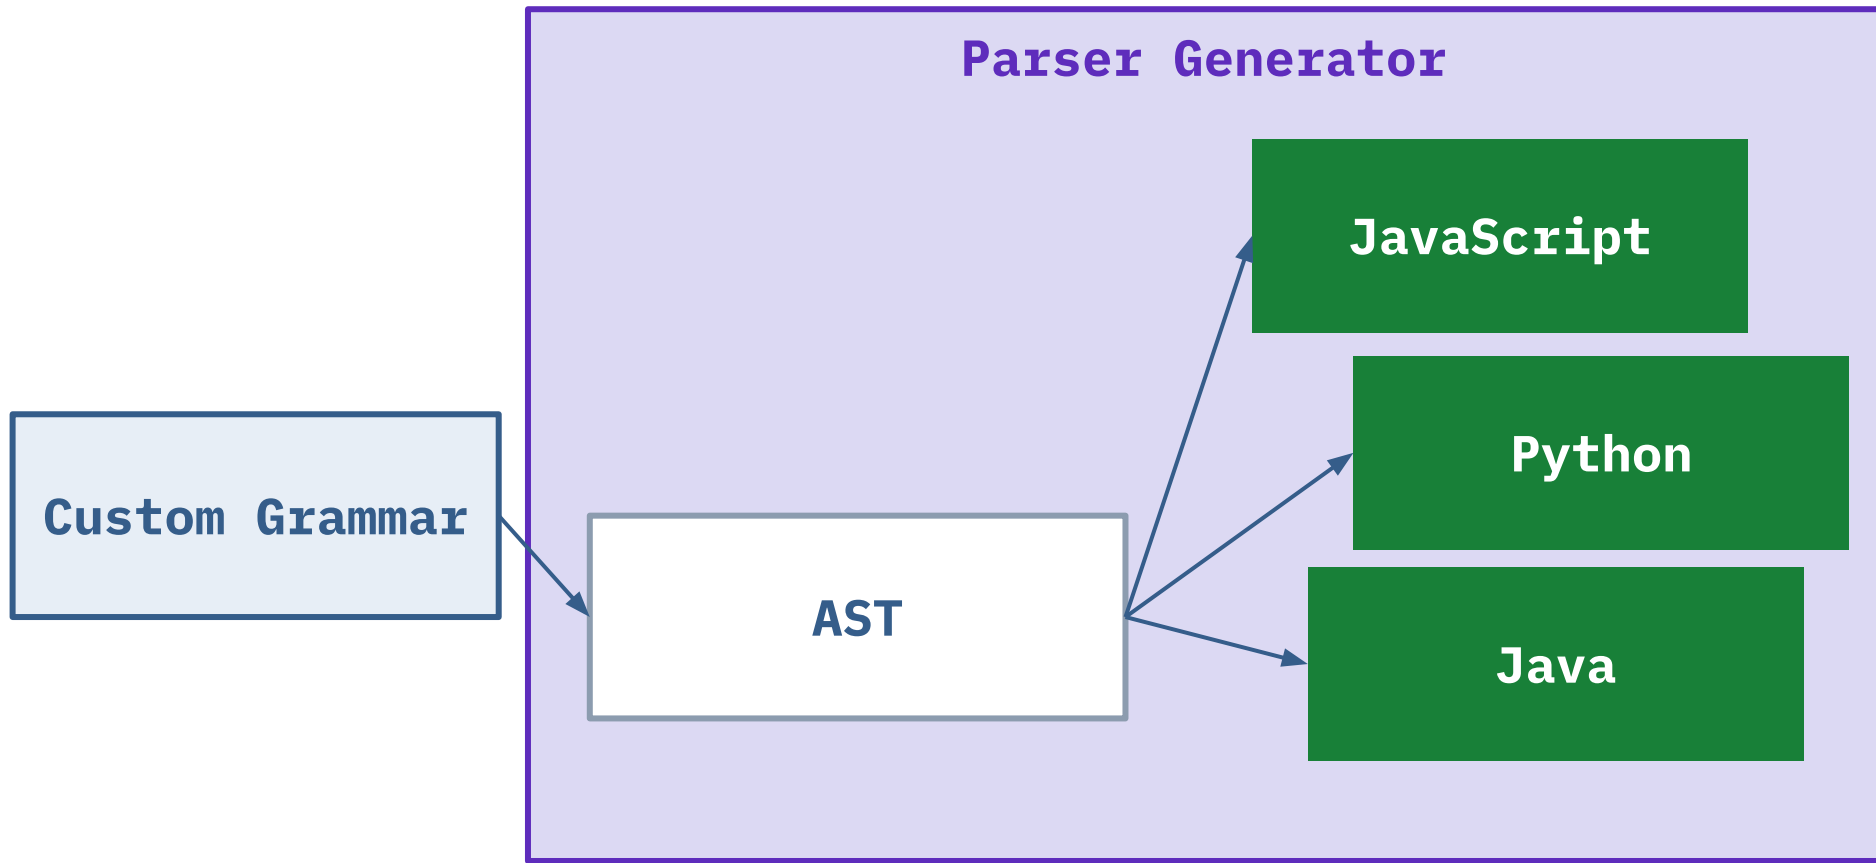 Parser Generator
JavaScript
Python
Custom Grammar
AST
Java